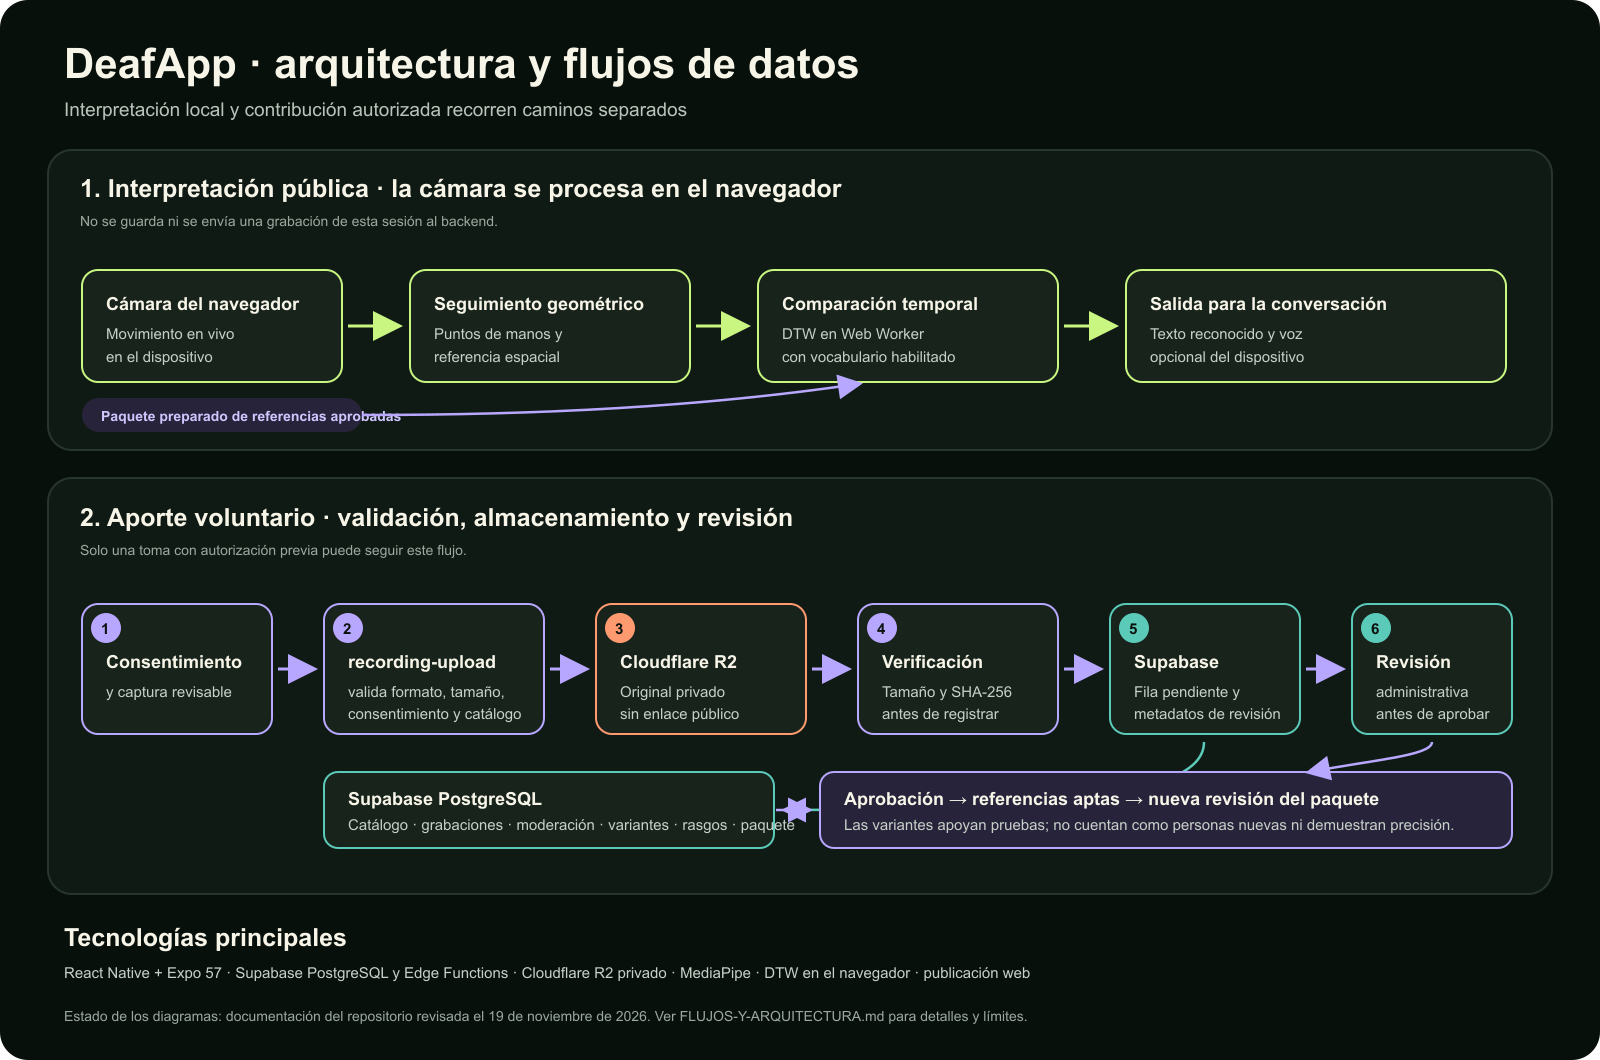 DeafApp · arquitectura y flujos de datos
Interpretación local y contribución autorizada recorren caminos separados
1. Interpretación pública · la cámara se procesa en el navegador
No se guarda ni se envía una grabación de esta sesión al backend.
Cámara del navegador
Movimiento en vivo
en el dispositivo
Seguimiento geométrico
Puntos de manos y
referencia espacial
Comparación temporal
DTW en Web Worker
con vocabulario habilitado
Salida para la conversación
Texto reconocido y voz
opcional del dispositivo
Paquete preparado de referencias aprobadas
2. Aporte voluntario · validación, almacenamiento y revisión
Solo una toma con autorización previa puede seguir este flujo.
1
Consentimiento
y captura revisable
2
recording-upload
valida formato, tamaño,
consentimiento y catálogo
3
Cloudflare R2
Original privado
sin enlace público
4
Verificación
Tamaño y SHA-256
antes de registrar
5
Supabase
Fila pendiente y
metadatos de revisión
6
Revisión
administrativa
antes de aprobar
Supabase PostgreSQL
Catálogo · grabaciones · moderación · variantes · rasgos · paquete
Aprobación → referencias aptas → nueva revisión del paquete
Las variantes apoyan pruebas; no cuentan como personas nuevas ni demuestran precisión.
Tecnologías principales
React Native + Expo 57 · Supabase PostgreSQL y Edge Functions · Cloudflare R2 privado · MediaPipe · DTW en el navegador · publicación web
Estado de los diagramas: documentación del repositorio revisada el 19 de noviembre de 2026. Ver FLUJOS-Y-ARQUITECTURA.md para detalles y límites.